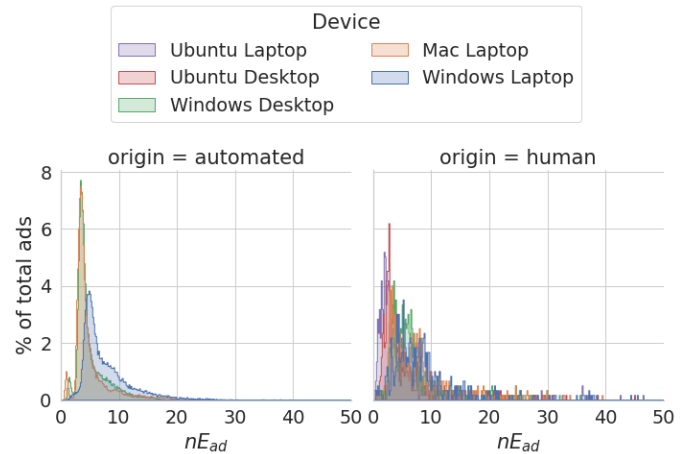 Device
Ubuntu Laptop
Ubuntu Desktop
Windows Desktop
Mac Laptop
Windows Laptop
origin = automated
origin = human
% of total ads
8
6
4
2
0
0 10 20 30 40 50
0 10 20 30 40 50
nE_ad
nE_ad